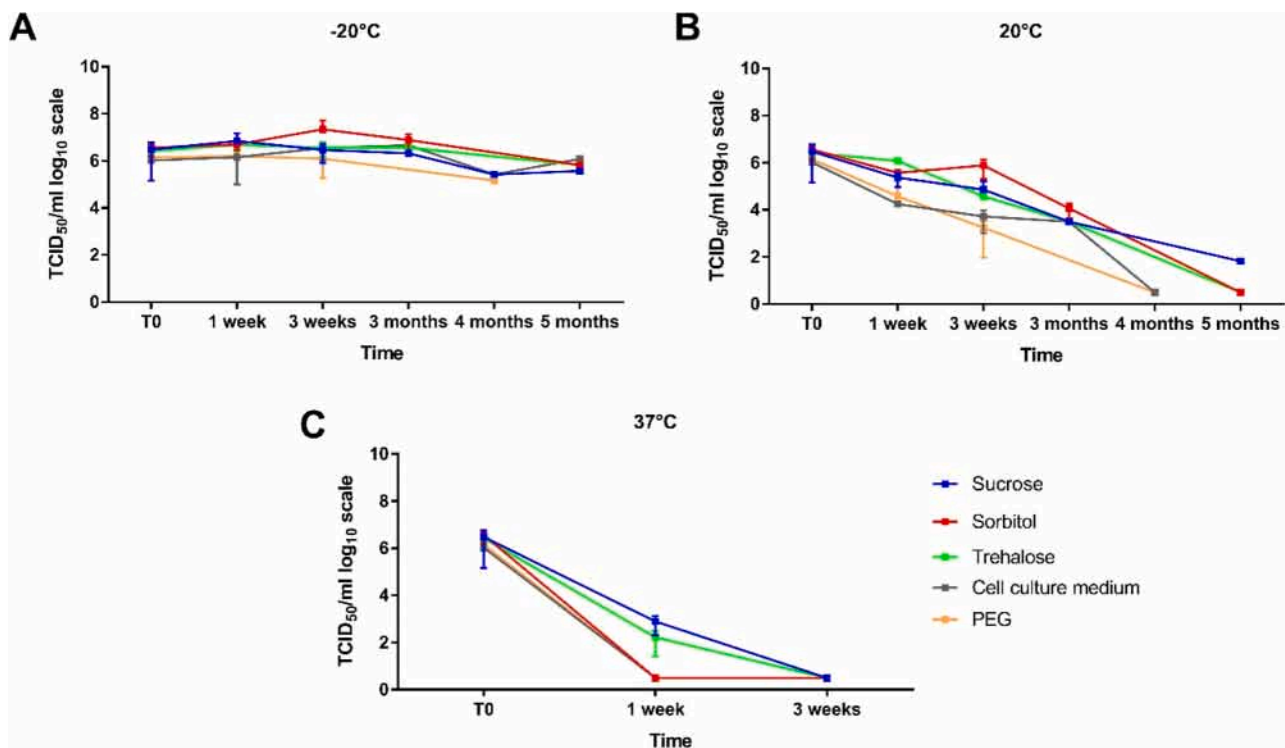 A
-20°C
TCID50/ml log10 scale
10
8
6
4
2
0
T0 1 week 3 weeks 3 months 4 months 5 months
Time
B
20°C
TCID50/ml log10 scale
10
8
6
4
2
0
T0 1 week 3 weeks 3 months 4 months 5 months
Time
C
37°C
TCID50/ml log10 scale
10
8
6
4
2
0
T0 1 week 3 weeks
Time
Sucrose
Sorbitol
Trehalose
Cell culture medium
PEG